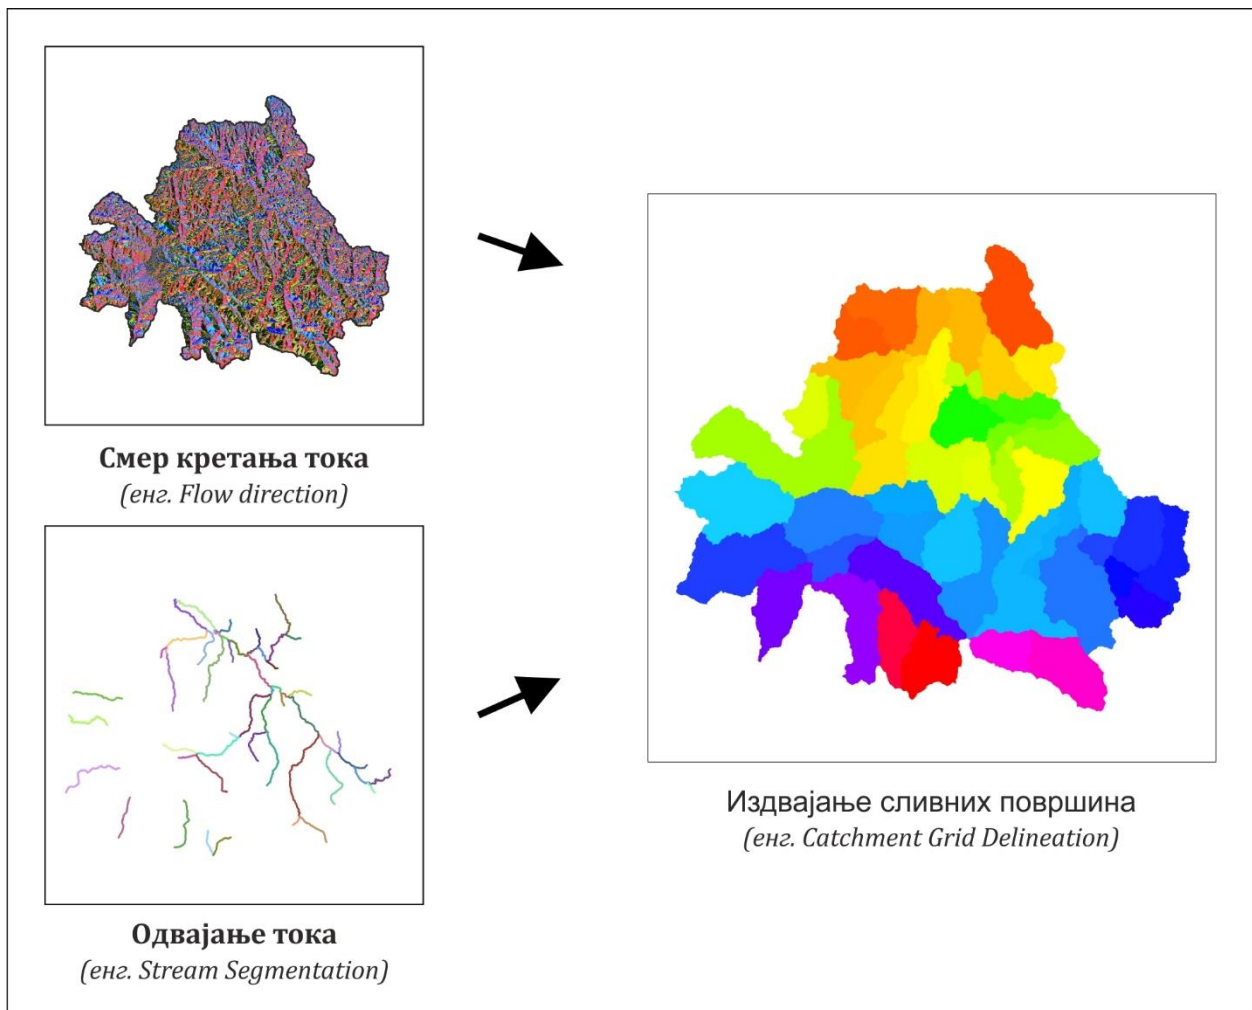 Смер кретања тока
(енг. Flow direction)
Одвајање тока
(енг. Stream Segmentation)
Издвајање сливних површина
(енг. Catchment Grid Delineation)